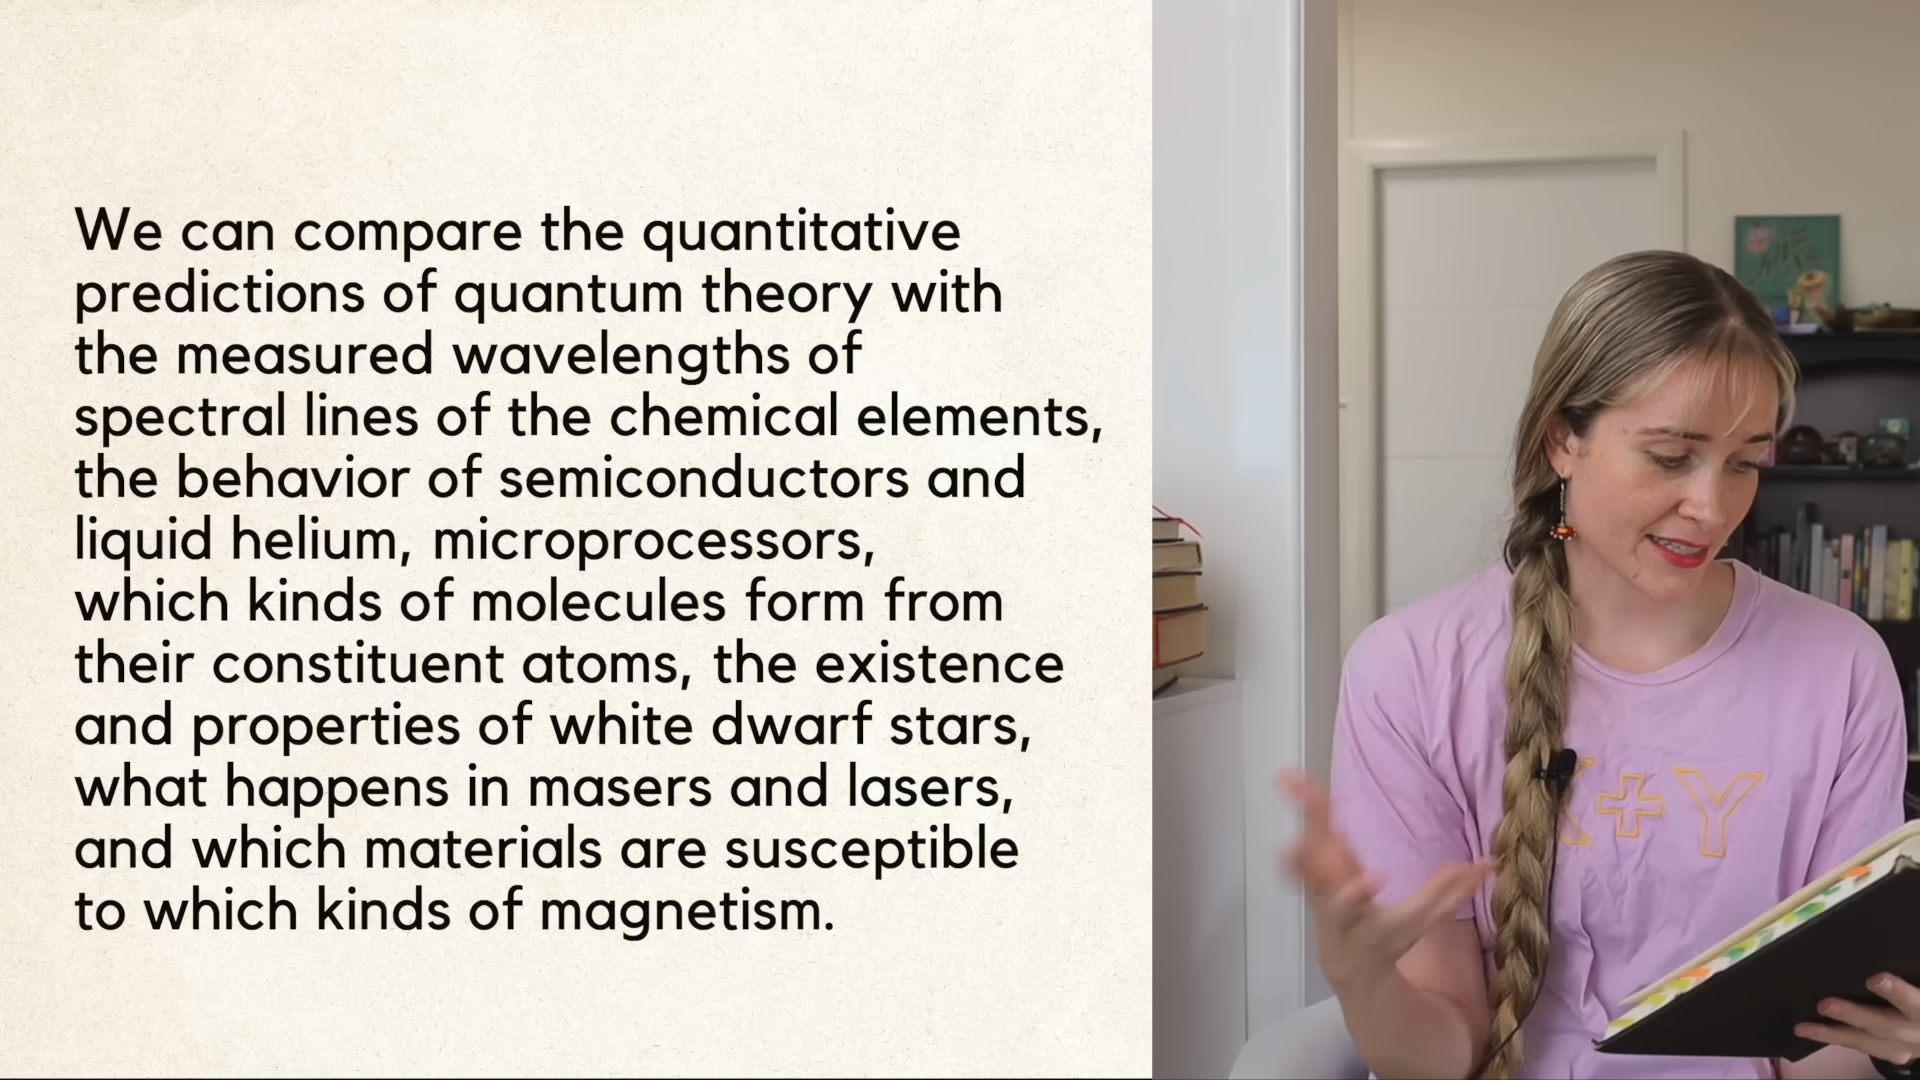 We can compare the quantitative
predictions of quantum theory with
the measured wavelengths of
spectral lines of the chemical elements,
the behavior of semiconductors and
liquid helium, microprocessors,
which kinds of molecules form from
their constituent atoms, the existence
and properties of white dwarf stars,
what happens in masers and lasers,
and which materials are susceptible
to which kinds of magnetism.
X+Y